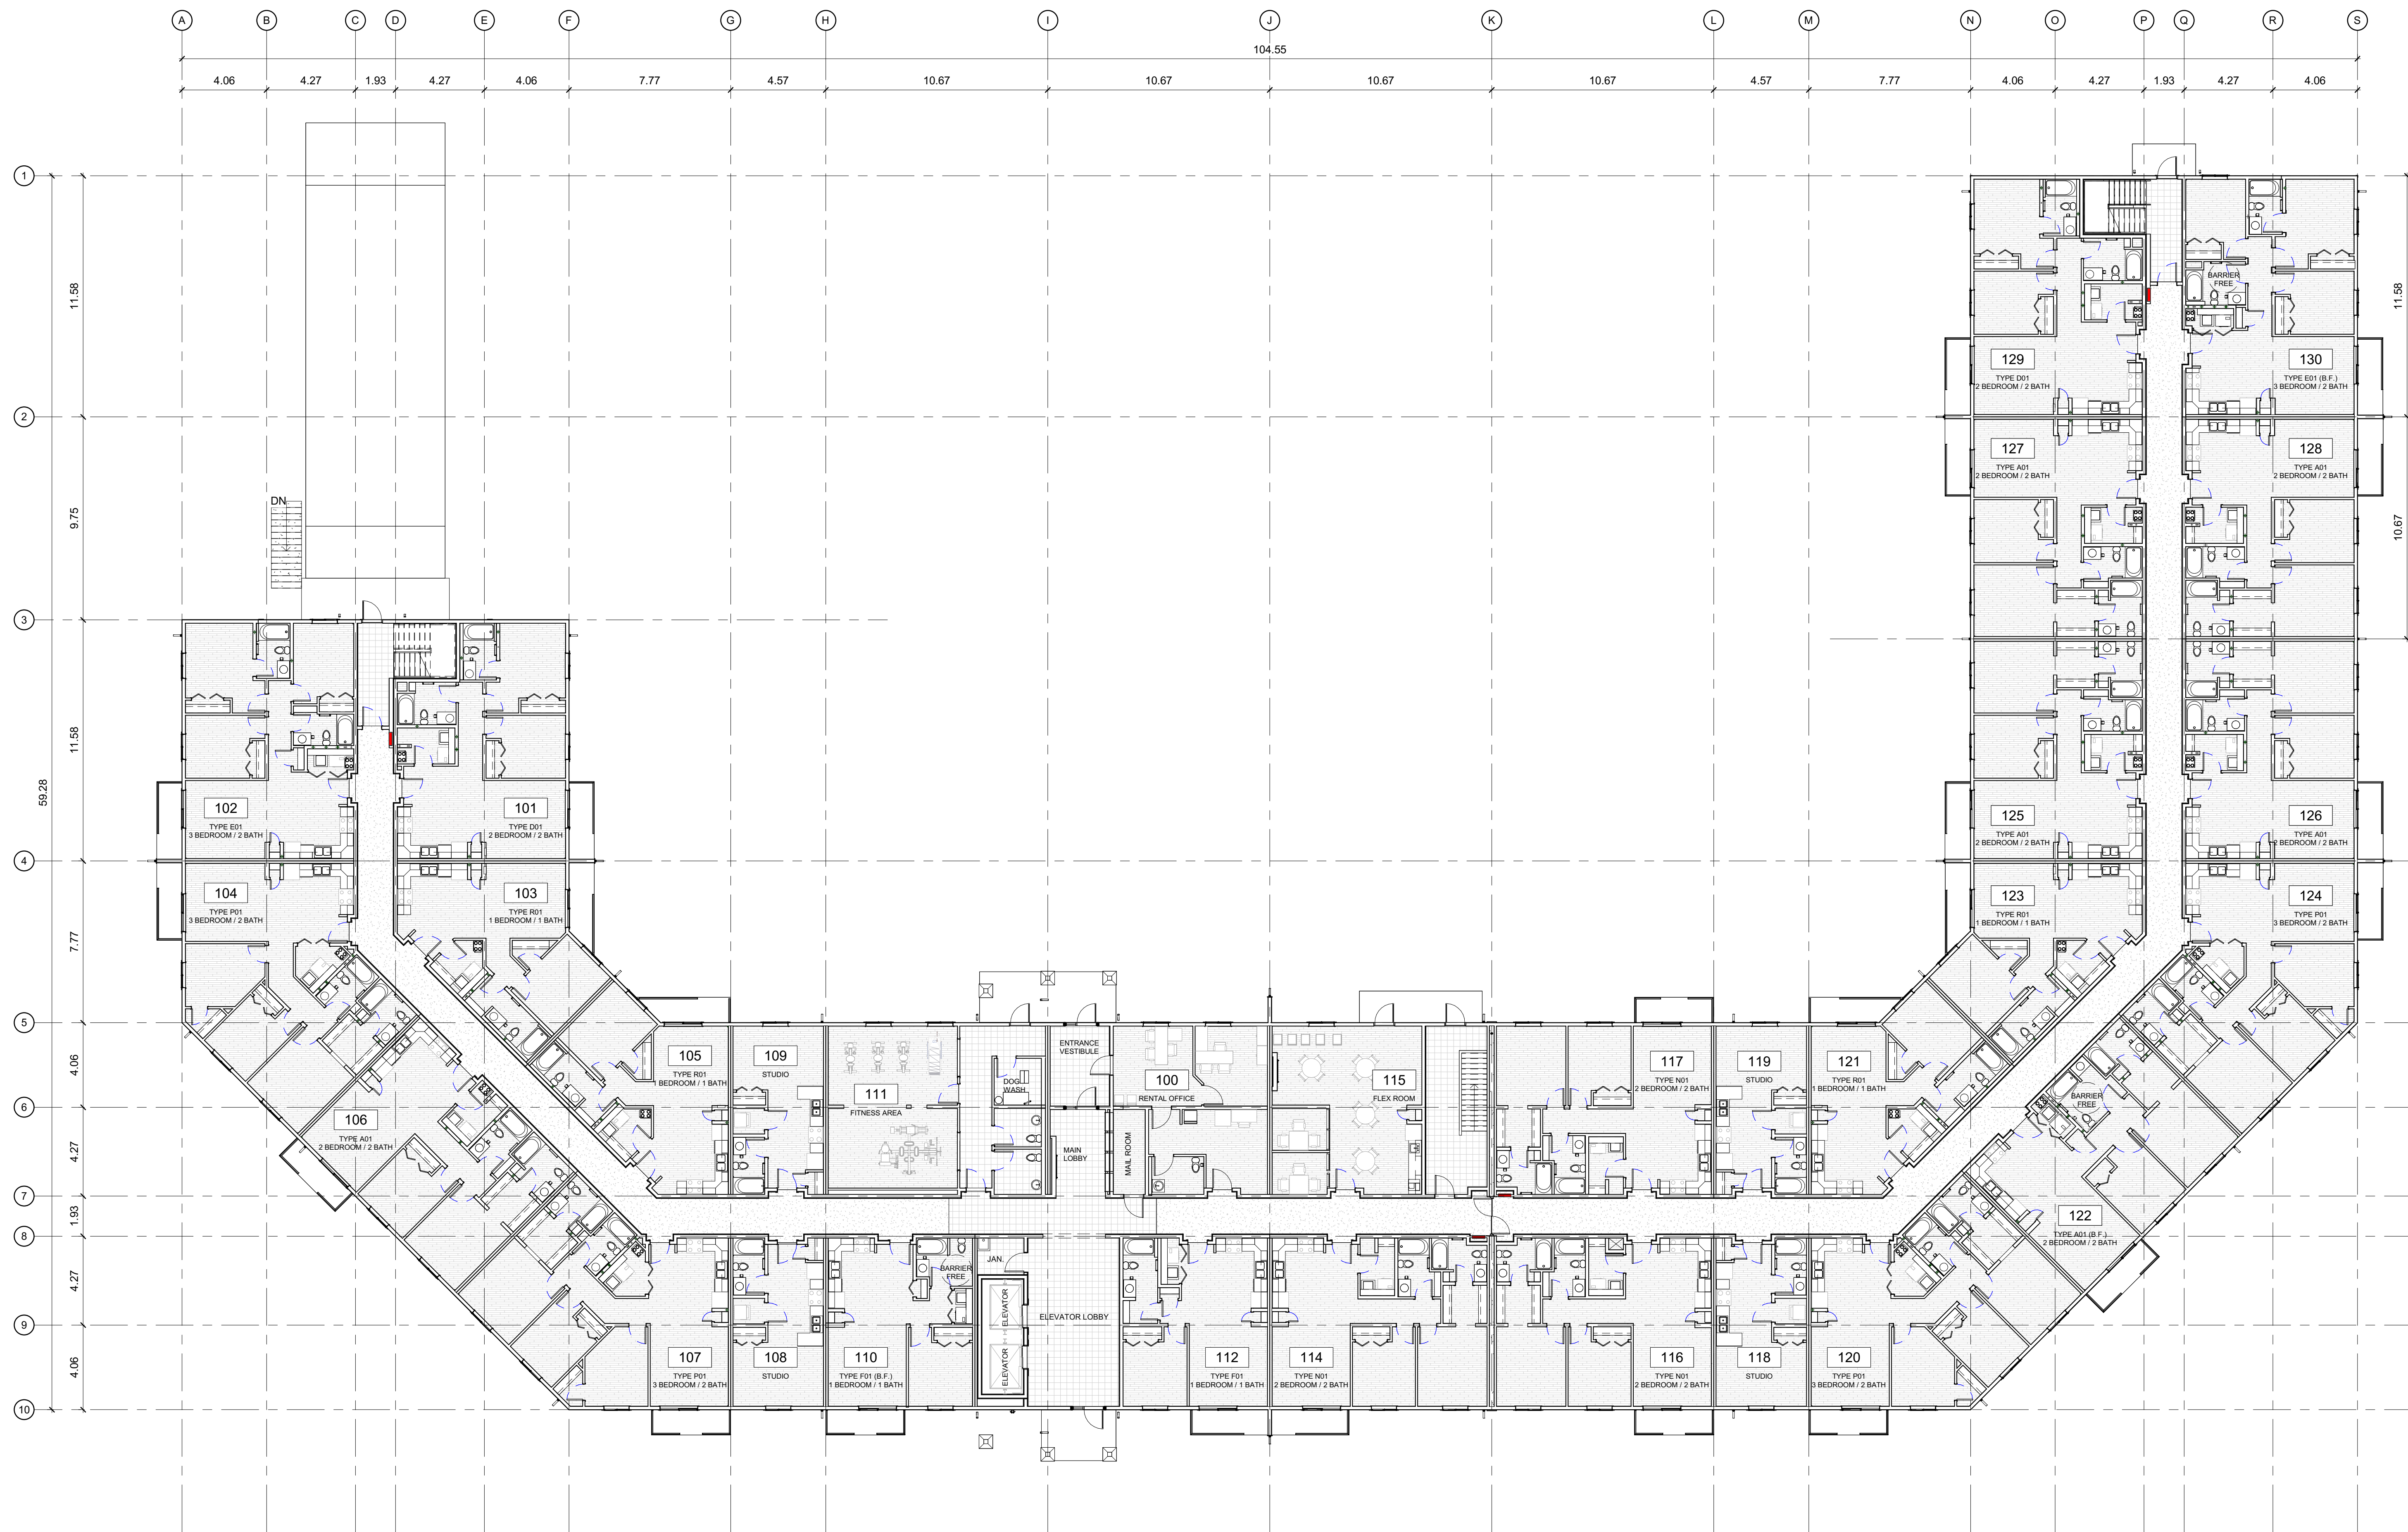 A B C D E F G H I J K L M N O P Q R S
104.55
4.06 4.27 1.93 4.27 4.06 7.77 4.57 10.67 10.67 10.67 10.67 4.57 7.77 4.06 4.27 1.93 4.27 4.06
1
2
3
4
5
6
7
8
9
10
59.28
11.58
9.75
11.58
7.77
4.06
4.27
1.93
4.27
4.06
11.58
10.67
DN
BARRIER
FREE
129
TYPE D01
2 BEDROOM / 2 BATH
130
TYPE E01 (B.F.)
3 BEDROOM / 2 BATH
127
TYPE A01
2 BEDROOM / 2 BATH
128
TYPE A01
2 BEDROOM / 2 BATH
102
TYPE E01
3 BEDROOM / 2 BATH
101
TYPE D01
2 BEDROOM / 2 BATH
125
TYPE A01
2 BEDROOM / 2 BATH
126
TYPE A01
2 BEDROOM / 2 BATH
104
TYPE P01
3 BEDROOM / 2 BATH
103
TYPE R01
1 BEDROOM / 1 BATH
123
TYPE R01
1 BEDROOM / 1 BATH
124
TYPE P01
3 BEDROOM / 2 BATH
106
TYPE A01
2 BEDROOM / 2 BATH
105
TYPE R01
1 BEDROOM / 1 BATH
109
STUDIO
111
FITNESS AREA
DOG
WASH
ENTRANCE
VESTIBULE
MAIN
LOBBY
MAIL ROOM
100
RENTAL OFFICE
115
FLEX ROOM
117
TYPE N01
2 BEDROOM / 2 BATH
119
STUDIO
121
TYPE R01
1 BEDROOM / 1 BATH
BARRIER
FREE
122
TYPE A01 (B.F.)
2 BEDROOM / 2 BATH
107
TYPE P01
3 BEDROOM / 2 BATH
108
STUDIO
110
TYPE F01 (B.F.)
1 BEDROOM / 1 BATH
BARRIER
FREE
JAN.
ELEVATOR
ELEVATOR
ELEVATOR LOBBY
112
TYPE F01
1 BEDROOM / 1 BATH
114
TYPE N01
2 BEDROOM / 2 BATH
116
TYPE N01
2 BEDROOM / 2 BATH
118
STUDIO
120
TYPE P01
3 BEDROOM / 2 BATH